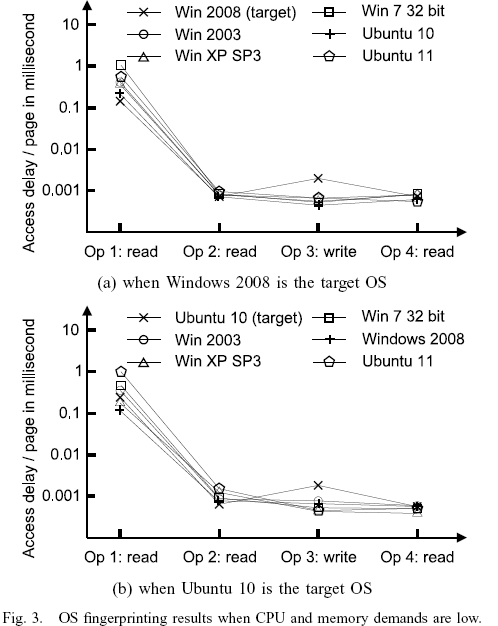 Win 2008 (target)
Win 7 32 bit
Win 2003
Ubuntu 10
Win XP SP3
Ubuntu 11
Access delay / page in millisecond
10
1
0.1
0.01
0.001
Op 1: read
Op 2: read
Op 3: write
Op 4: read
(a) when Windows 2008 is the target OS
Ubuntu 10 (target)
Win 7 32 bit
Win 2003
Windows 2008
Win XP SP3
Ubuntu 11
Access delay / page in millisecond
10
1
0.1
0.01
0.001
Op 1: read
Op 2: read
Op 3: write
Op 4: read
(b) when Ubuntu 10 is the target OS
Fig. 3. OS fingerprinting results when CPU and memory demands are low.